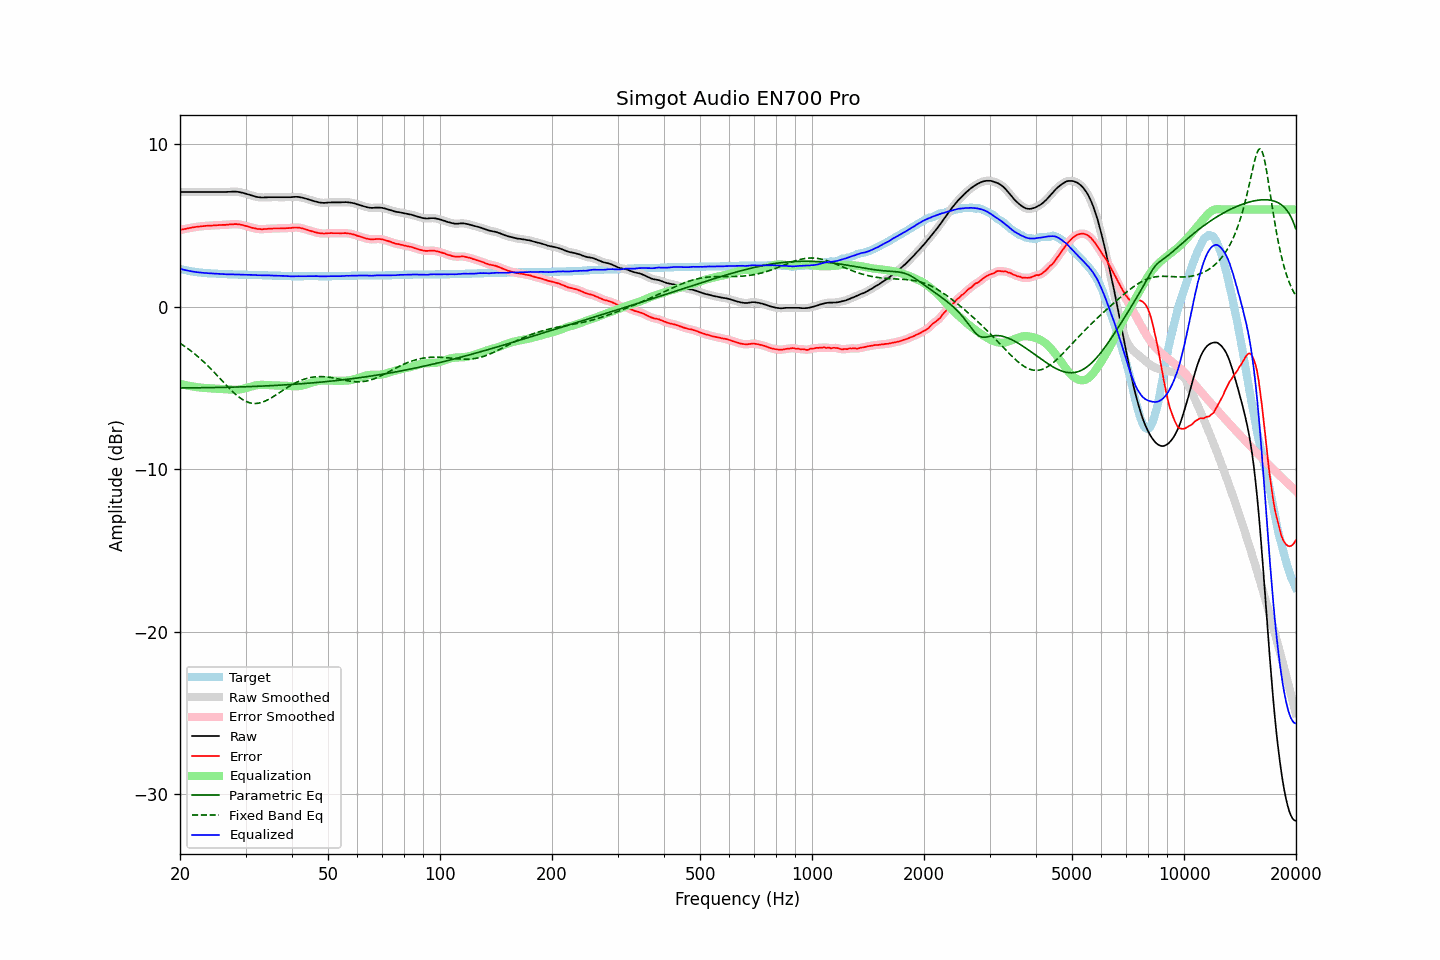 Simgot Audio EN700 Pro
10
0
−10
−20
−30
Amplitude (dBr)
Target
Raw Smoothed
Error Smoothed
Raw
Error
Equalization
Parametric Eq
Fixed Band Eq
Equalized
20 50 100 200 500 1000 2000 5000 10000 20000
Frequency (Hz)